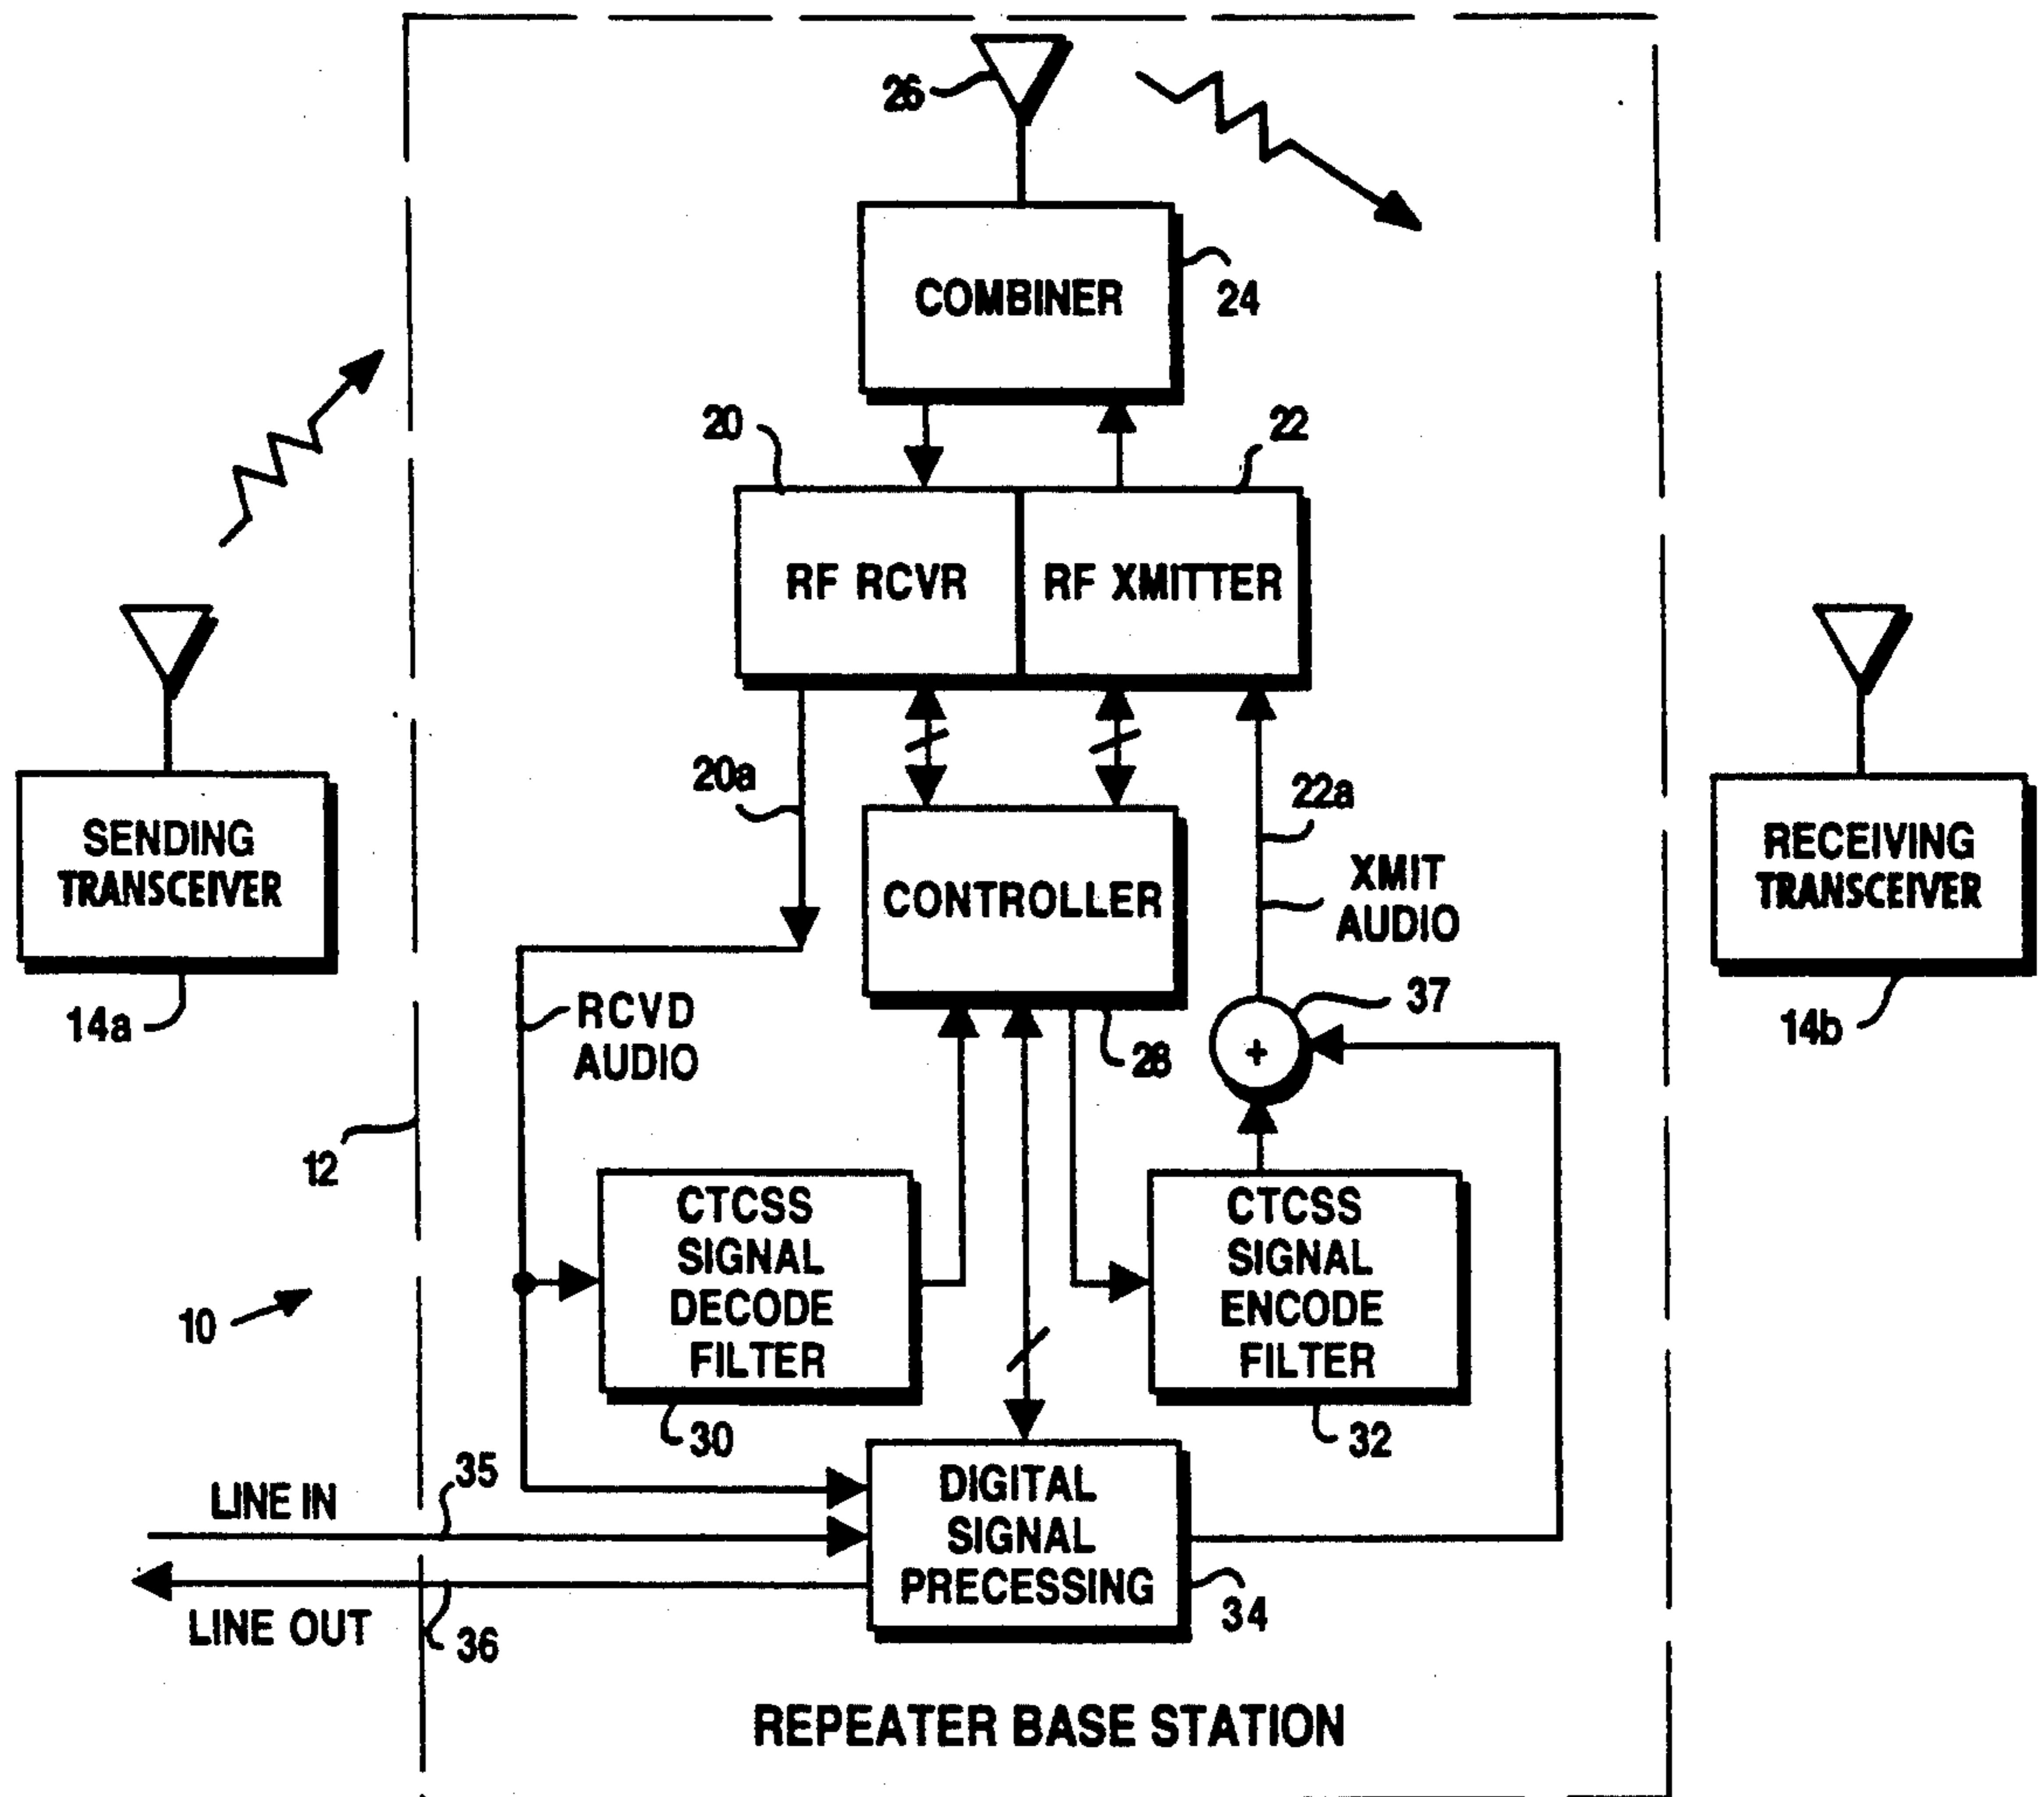 26
COMBINER
24
20
22
RF RCVR
RF XMITTER
20a
22a
SENDING
TRANSCEIVER
CONTROLLER
XMIT
AUDIO
RECEIVING
TRANSCEIVER
14a
RCVD
AUDIO
28
37
+
14b
12
CTCSS
SIGNAL
DECODE
FILTER
CTCSS
SIGNAL
ENCODE
FILTER
10
30
32
LINE IN
35
DIGITAL
SIGNAL
PRECESSING
LINE OUT
36
34
REPEATER BASE STATION